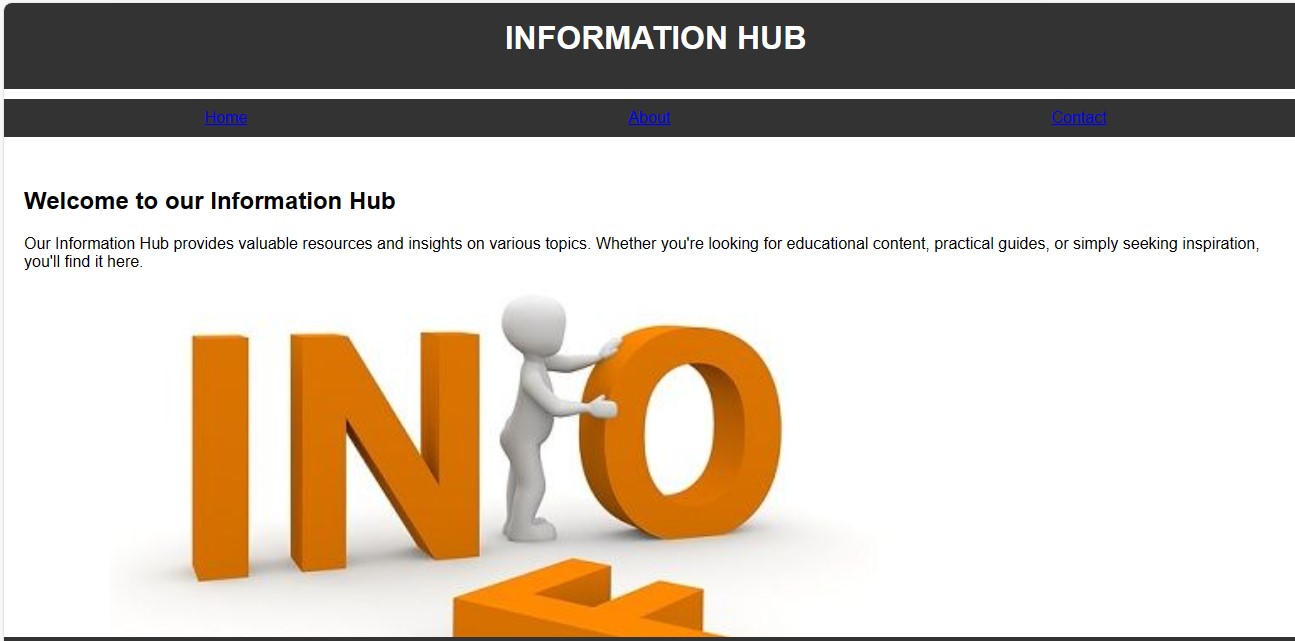 INFORMATION HUB
Home About Contact
Welcome to our Information Hub
Our Information Hub provides valuable resources and insights on various topics. Whether you're looking for educational content, practical guides, or simply seeking inspiration,
you'll find it here.
IN O
F